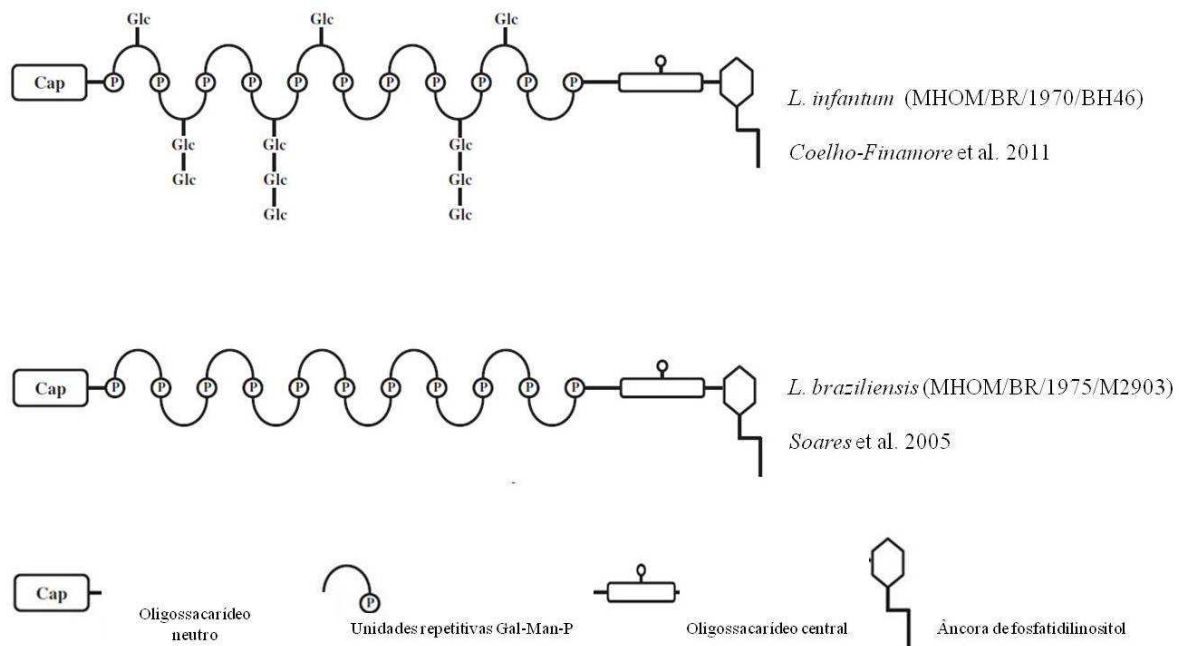 Glc Glc Glc
Cap P P P P P P P P P P P
Glc Glc Glc
Glc Glc Glc
Glc Glc
L. infantum (MHOM/BR/1970/BH46)
Coelho-Finamore et al. 2011
Cap P P P P P P P P P P P
L. braziliensis (MHOM/BR/1975/M2903)
Soares et al. 2005
Cap
Oligossacarídeo
neutro
P
Unidades repetitivas Gal-Man-P
Oligossacarídeo central
Âncora de fosfatidilinositol